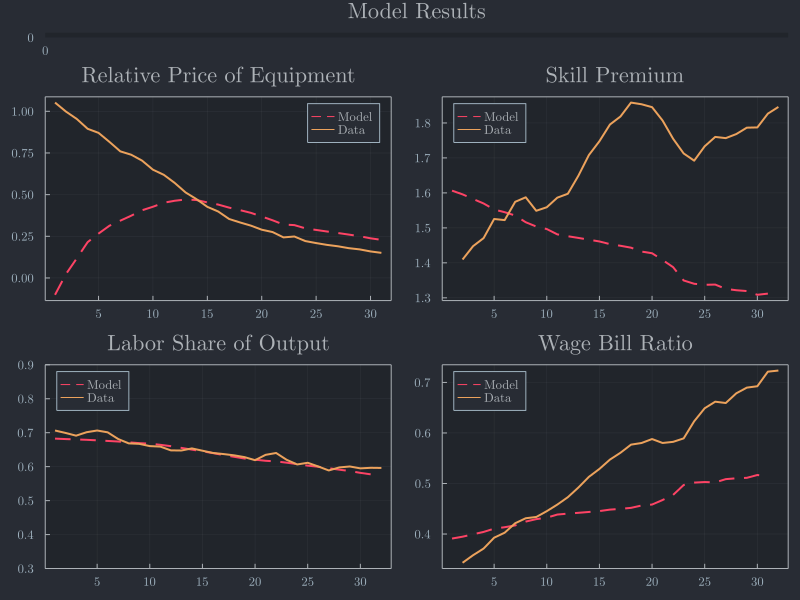 Model Results
0
0
Relative Price of Equipment
1.00
0.75
0.50
0.25
0.00
5 10 15 20 25 30
Model
Data
Skill Premium
1.8
1.7
1.6
1.5
1.4
1.3
5 10 15 20 25 30
Model
Data
Labor Share of Output
0.9
0.8
0.7
0.6
0.5
0.4
0.3
5 10 15 20 25 30
Model
Data
Wage Bill Ratio
0.7
0.6
0.5
0.4
5 10 15 20 25 30
Model
Data